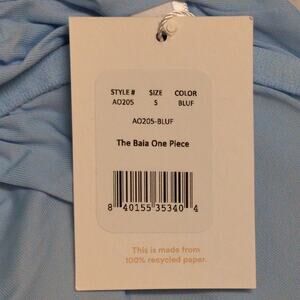 STYLE # SIZE COLOR
AO205 S BLUF
AO205-BLUF
The Baia One Piece
8 40155 35340 4
This is made from
100% recycled paper.